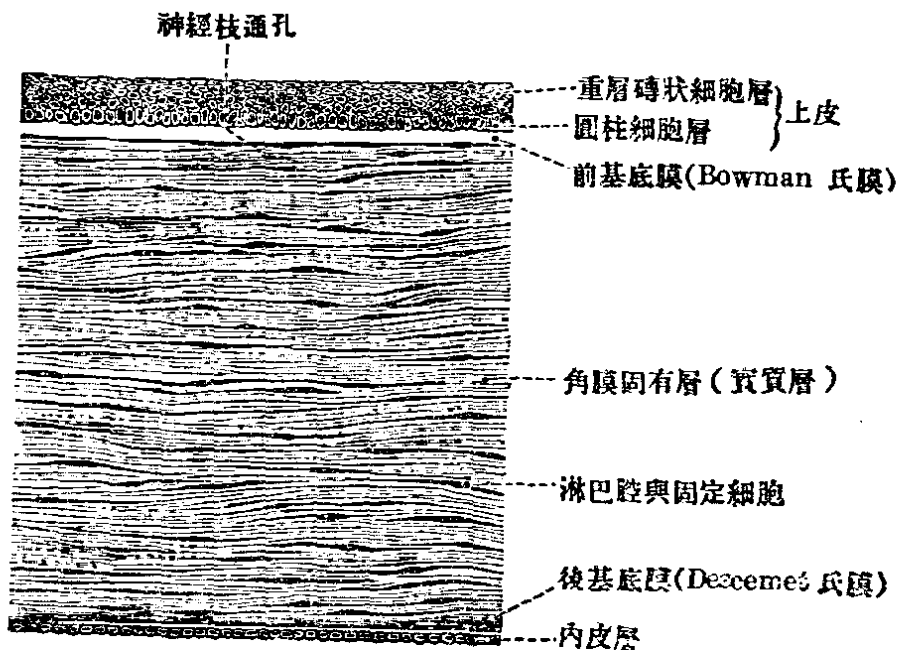 神經枝通孔
重層磚狀細胞層
圓柱細胞層
上皮
前基底膜(Bowman 氏膜)
角膜固有層(實質層)
淋巴腔與固定細胞
後基底膜(Descemet 氏膜)
內皮層